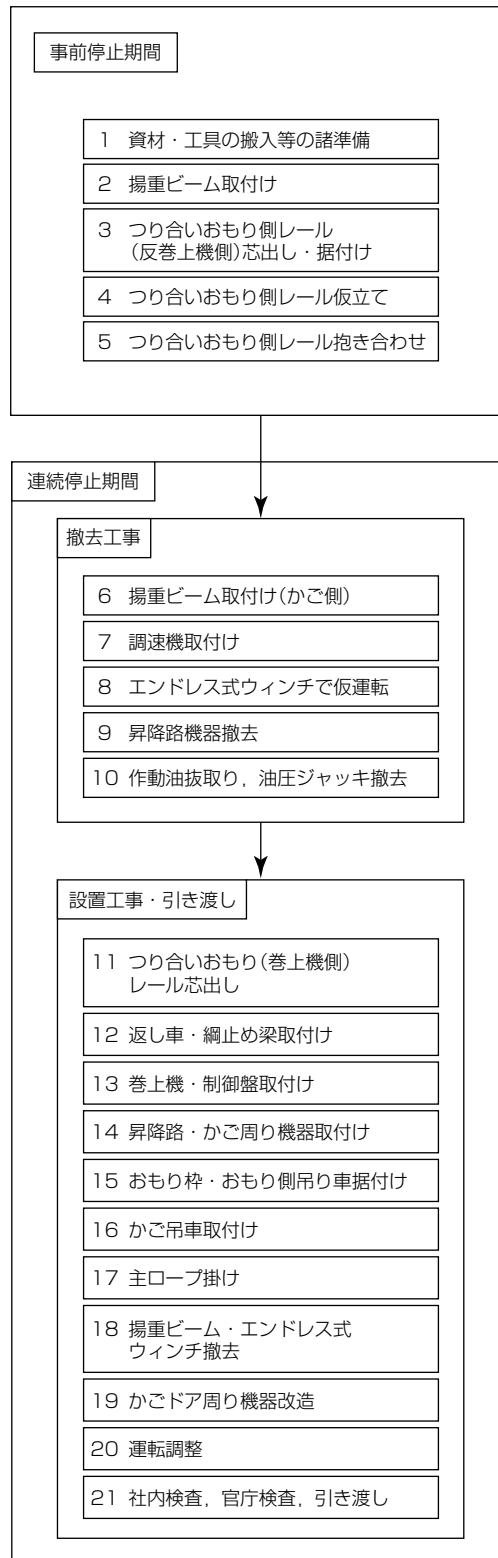 事前停止期間
1 資材・工具の搬入等の諸準備
2 揚重ビーム取付け
3 つり合いおもり側レール
(反巻上機側)芯出し・据付け
4 つり合いおもり側レール仮立て
5 つり合いおもり側レール抱き合わせ
連続停止期間
撤去工事
6 揚重ビーム取付け(かご側)
7 調速機取付け
8 エンドレス式ウィンチで仮運転
9 昇降路機器撤去
10 作動油抜取り，油圧ジャッキ撤去
設置工事・引き渡し
11 つり合いおもり(巻上機側)
レール芯出し
12 返し車・綱止め梁取付け
13 巻上機・制御盤取付け
14 昇降路・かご周り機器取付け
15 おもり枠・おもり側吊り車据付け
16 かご吊車取付け
17 主ロープ掛け
18 揚重ビーム・エンドレス式
ウィンチ撤去
19 かごドア周り機器改造
20 運転調整
21 社内検査，官庁検査，引き渡し